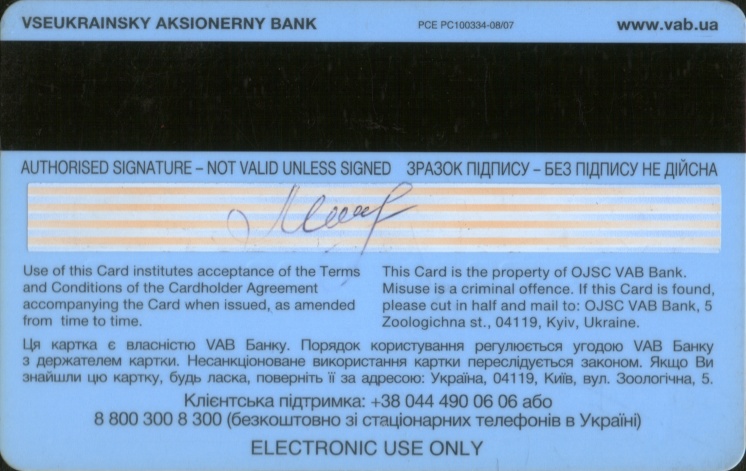 VSEUKRAINSKY AKSIONERNY BANK PCE PC100334-08/07 www.vab.ua
AUTHORISED SIGNATURE – NOT VALID UNLESS SIGNED ЗРАЗОК ПІДПИСУ – БЕЗ ПІДПИСУ НЕ ДІЙСНА
Use of this Card institutes acceptance of the Terms
and Conditions of the Cardholder Agreement
accompanying the Card when issued, as amended
from time to time.
This Card is the property of OJSC VAB Bank.
Misuse is a criminal offence. If this Card is found,
please cut in half and mail to: OJSC VAB Bank, 5
Zoologichna st., 04119, Kyiv, Ukraine.
Ця картка є власністю VAB Банку. Порядок користування регулюється угодою VAB Банку
з держателем картки. Несанкціоноване використання картки переслідується законом. Якщо Ви
знайшли цю картку, будь ласка, поверніть її за адресою: Україна, 04119, Київ, вул. Зоологічна, 5.
Клієнтська підтримка: +38 044 490 06 06 або
8 800 300 8 300 (безкоштовно зі стаціонарних телефонів в Україні)
ELECTRONIC USE ONLY